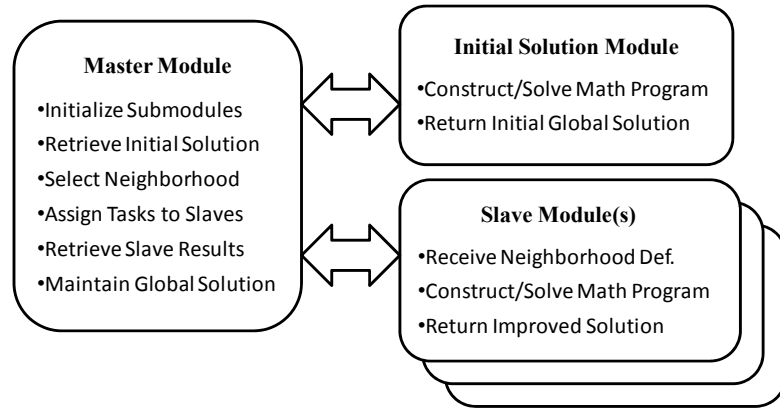 Master Module
•Initialize Submodules
•Retrieve Initial Solution
•Select Neighborhood
•Assign Tasks to Slaves
•Retrieve Slave Results
•Maintain Global Solution
Initial Solution Module
•Construct/Solve Math Program
•Return Initial Global Solution
Slave Module(s)
•Receive Neighborhood Def.
•Construct/Solve Math Program
•Return Improved Solution